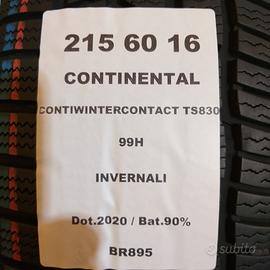 215 60 16
CONTINENTAL
CONTIWINTERCONTACT TS830
99H
INVERNALI
Dot.2020 / Bat.90%
BR895
subito